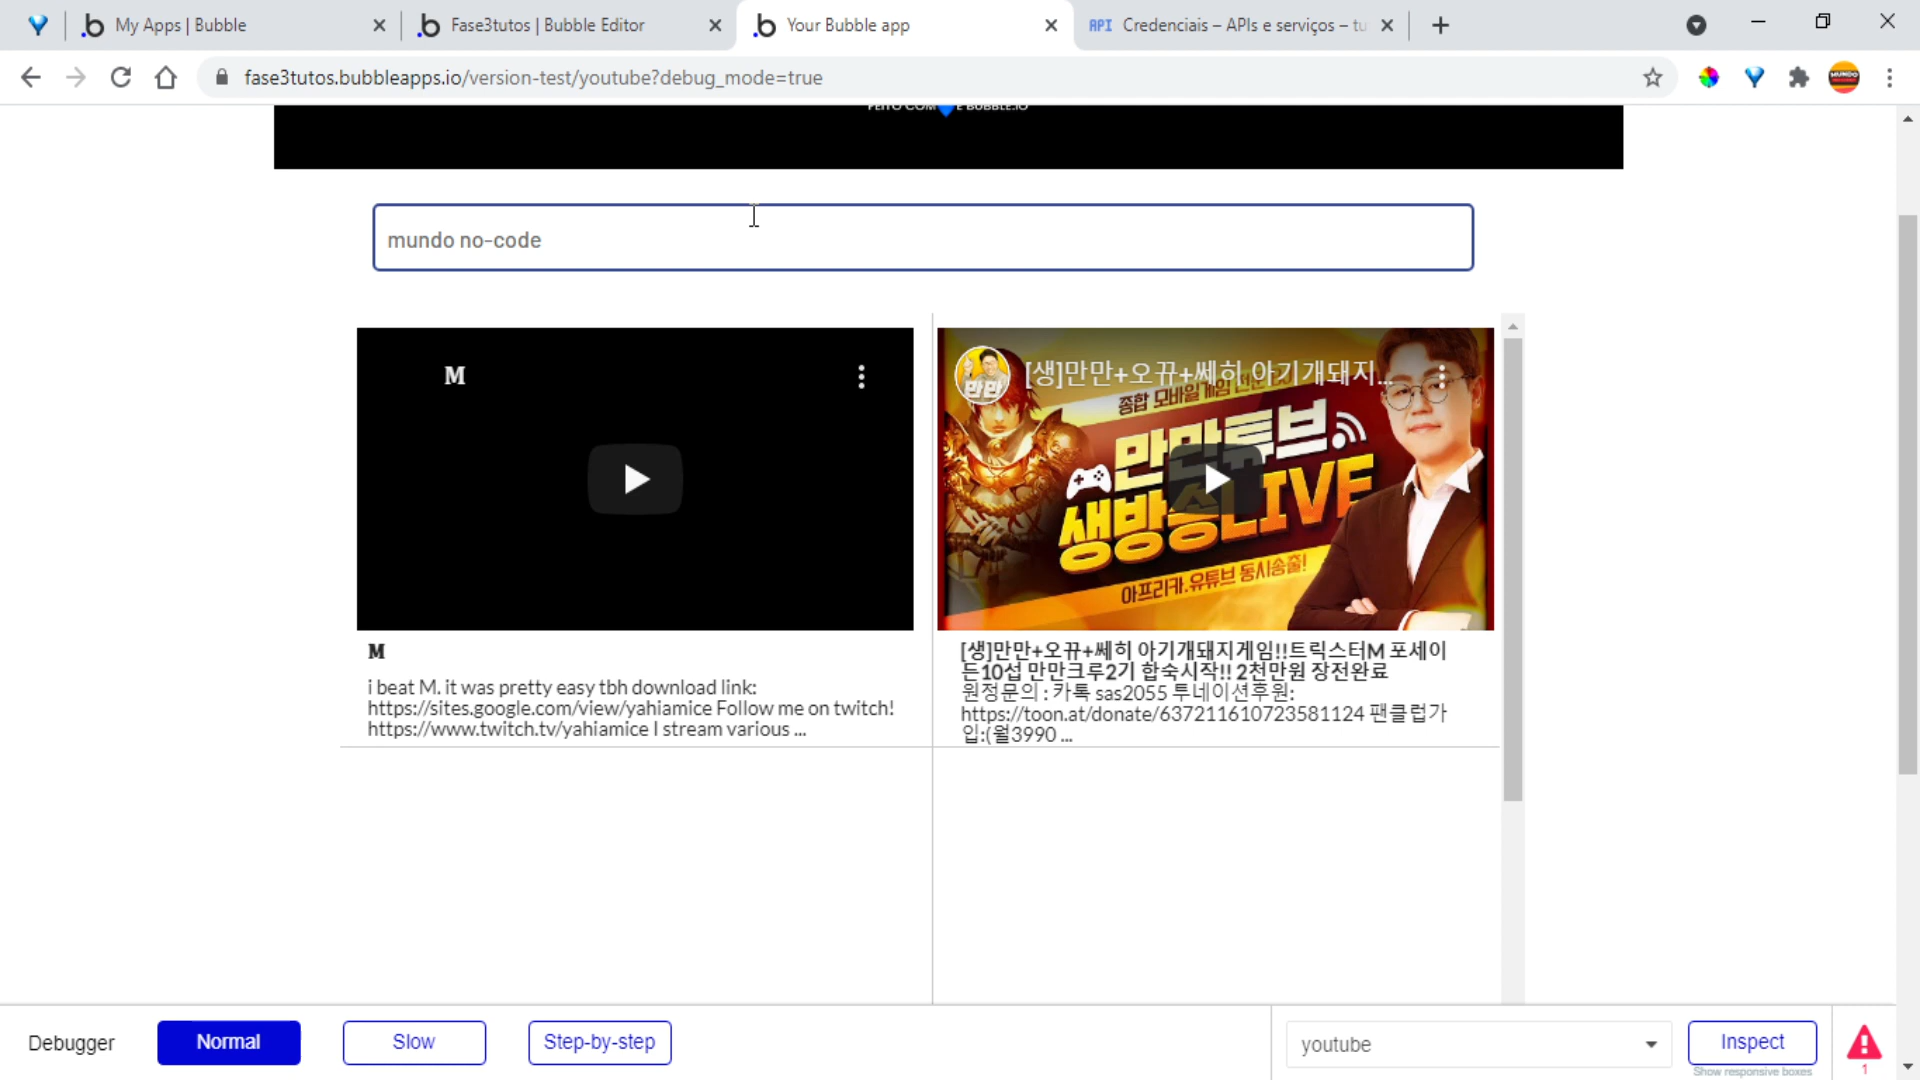 My Apps | Bubble
Fase3tutos | Bubble Editor
Your Bubble app
API Credenciais – APIs e serviços – tu
fase3tutos.bubbleapps.io/version-test/youtube?debug_mode=true
FEITO COM E BUBBLE.IO
mundo no-code
M
[생]만만+오뀨+쎄히 아기개돼지...
만만
종합 모바일게임 전문
만만튜브
생방송LIVE
아프리카.유튜브 동시송출!
M
i beat M. it was pretty easy tbh download link:
https://sites.google.com/view/yahiamice Follow me on twitch!
https://www.twitch.tv/yahiamice I stream various ...
[생]만만+오뀨+쎄히 아기개돼지게임!!트릭스터M 포세이
든10섭 만만크루2기 합숙시작!! 2천만원 장전완료
원정문의 : 카톡 sas2055 투네이션후원:
https://toon.at/donate/637211610723581124 팬클럽가
입:(월3990 ...
Debugger
Normal
Slow
Step-by-step
youtube
Inspect
Show responsive boxes
1